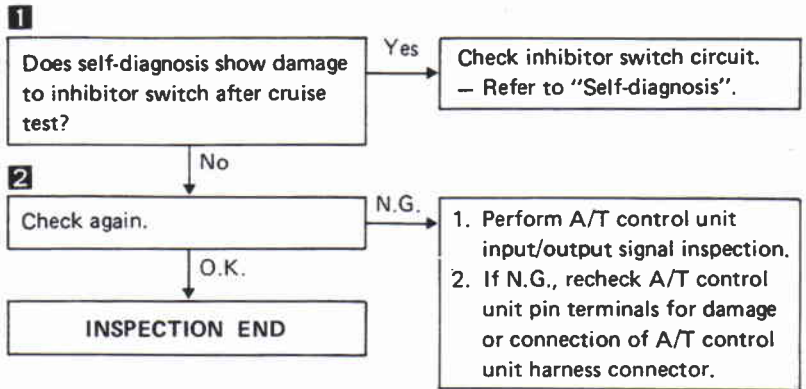 1
Does self-diagnosis show damage
to inhibitor switch after cruise
test?
Yes
Check inhibitor switch circuit.
— Refer to "Self-diagnosis".
No
2
Check again.
N.G.
1. Perform A/T control unit
input/output signal inspection.
2. If N.G., recheck A/T control
unit pin terminals for damage
or connection of A/T control
unit harness connector.
O.K.
INSPECTION END